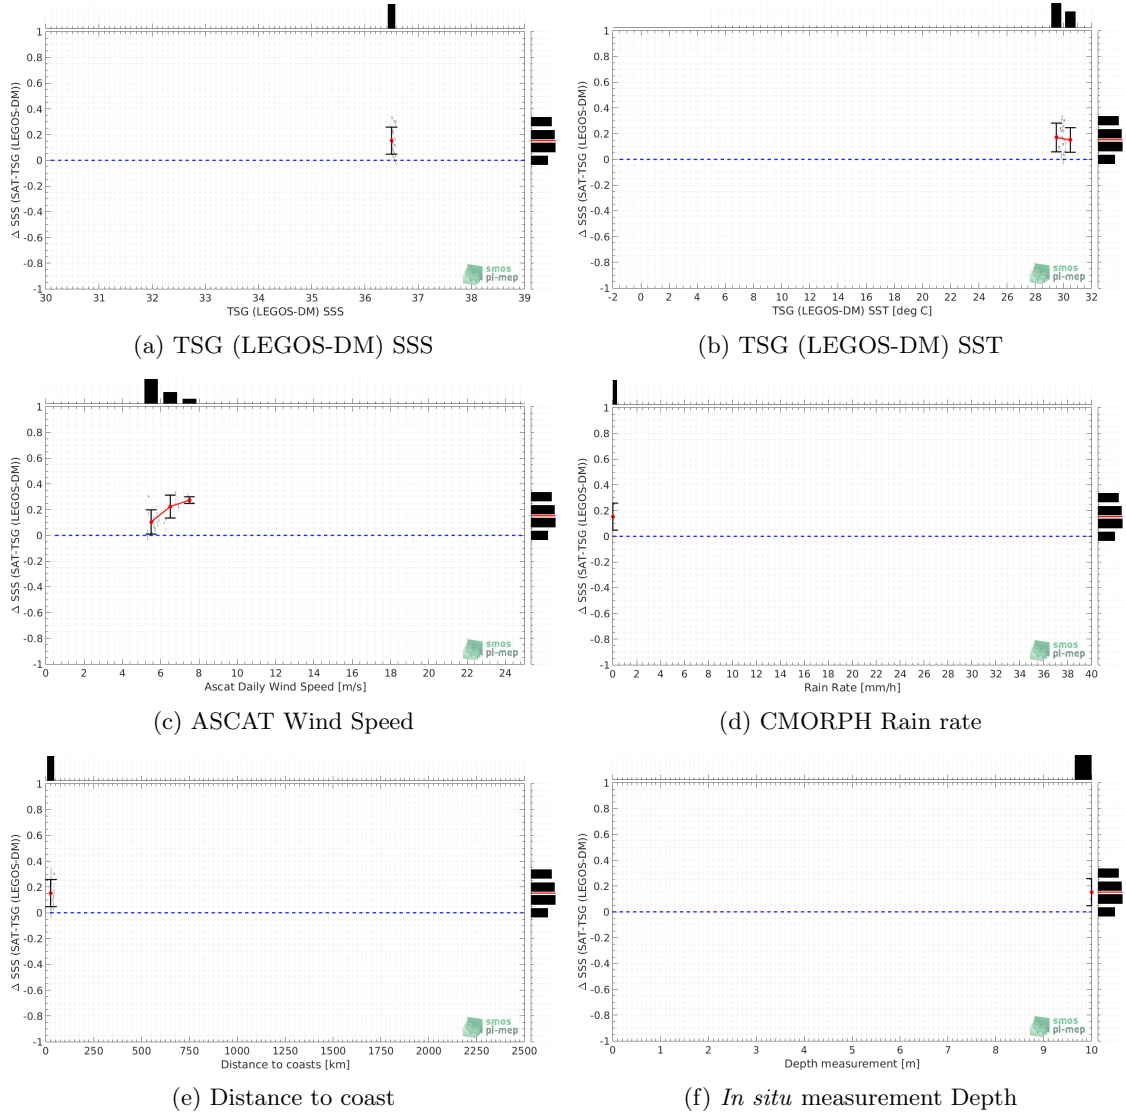 1
0.8
0.6
0.4
0.2
0
-0.2
-0.4
-0.6
-0.8
-1
Δ SSS (SAT-TSG (LEGOS-DM))
30 31 32 33 34 35 36 37 38 39
TSG (LEGOS-DM) SSS
smos
pi-mep
(a) TSG (LEGOS-DM) SSS
1
0.8
0.6
0.4
0.2
0
-0.2
-0.4
-0.6
-0.8
-1
Δ SSS (SAT-TSG (LEGOS-DM))
-2 0 2 4 6 8 10 12 14 16 18 20 22 24 26 28 30 32
TSG (LEGOS-DM) SST [deg C]
smos
pi-mep
(b) TSG (LEGOS-DM) SST
1
0.8
0.6
0.4
0.2
0
-0.2
-0.4
-0.6
-0.8
-1
Δ SSS (SAT-TSG (LEGOS-DM))
0 2 4 6 8 10 12 14 16 18 20 22 24
Ascat Daily Wind Speed [m/s]
smos
pi-mep
(c) ASCAT Wind Speed
1
0.8
0.6
0.4
0.2
0
-0.2
-0.4
-0.6
-0.8
-1
Δ SSS (SAT-TSG (LEGOS-DM))
0 2 4 6 8 10 12 14 16 18 20 22 24 26 28 30 32 34 36 38 40
Rain Rate [mm/h]
smos
pi-mep
(d) CMORPH Rain rate
1
0.8
0.6
0.4
0.2
0
-0.2
-0.4
-0.6
-0.8
-1
Δ SSS (SAT-TSG (LEGOS-DM))
0 250 500 750 1000 1250 1500 1750 2000 2250 2500
Distance to coasts [km]
smos
pi-mep
(e) Distance to coast
1
0.8
0.6
0.4
0.2
0
-0.2
-0.4
-0.6
-0.8
-1
Δ SSS (SAT-TSG (LEGOS-DM))
0 1 2 3 4 5 6 7 8 9 10
Depth measurement [m]
smos
pi-mep
(f) In situ measurement Depth